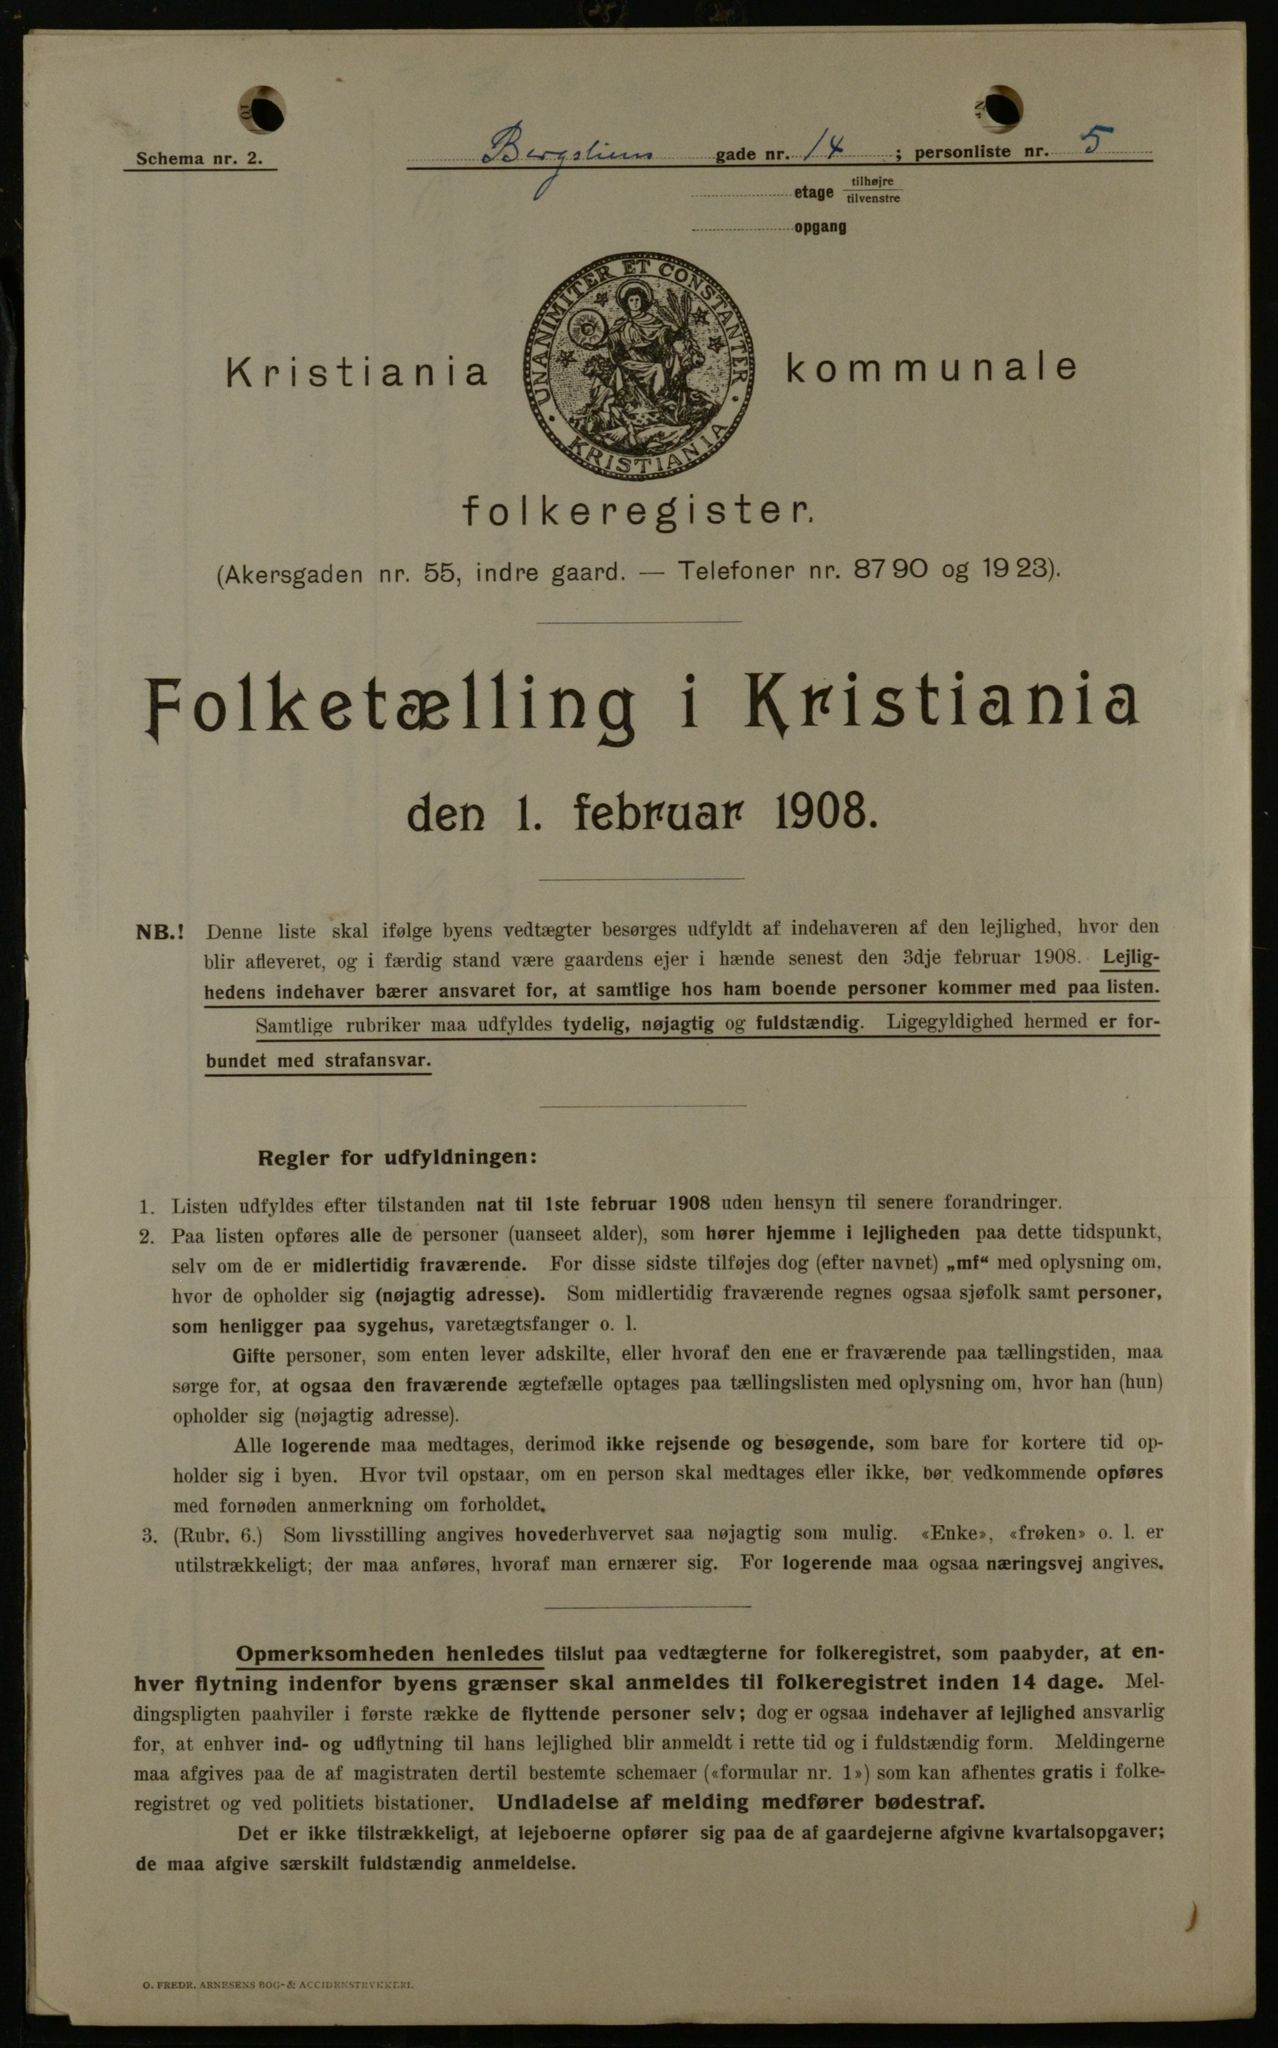 Schema nr. 2.
Bergsliens gade nr. 14 ; personliste nr. 5
etage tilhøjre
tilvenstre
opgang
UNANIMITER ET CONSTANTER · KRISTIANIA ·
Kristiania kommunale
folkeregister.
(Akersgaden nr. 55, indre gaard. — Telefoner nr. 87 90 og 19 23).
Folketælling i Kristiania
den 1. februar 1908.
NB.! Denne liste skal ifølge byens vedtægter besørges udfyldt af indehaveren af den lejlighed, hvor den
blir afleveret, og i færdig stand være gaardens ejer i hænde senest den 3dje februar 1908. Lejlig-
hedens indehaver bærer ansvaret for, at samtlige hos ham boende personer kommer med paa listen.
Samtlige rubriker maa udfyldes tydelig, nøjagtig og fuldstændig. Ligegyldighed hermed er for-
bundet med strafansvar.
Regler for udfyldningen:
1. Listen udfyldes efter tilstanden nat til 1ste februar 1908 uden hensyn til senere forandringer.
2. Paa listen opføres alle de personer (uanseet alder), som hører hjemme i lejligheden paa dette tidspunkt,
selv om de er midlertidig fraværende. For disse sidste tilføjes dog (efter navnet) „mf“ med oplysning om,
hvor de opholder sig (nøjagtig adresse). Som midlertidig fraværende regnes ogsaa sjøfolk samt personer,
som henligger paa sygehus, varetægtsfanger o. l.
Gifte personer, som enten lever adskilte, eller hvoraf den ene er fraværende paa tællingstiden, maa
sørge for, at ogsaa den fraværende ægtefælle optages paa tællingslisten med oplysning om, hvor han (hun)
opholder sig (nøjagtig adresse).
Alle logerende maa medtages, derimod ikke rejsende og besøgende, som bare for kortere tid op-
holder sig i byen. Hvor tvil opstaar, om en person skal medtages eller ikke, bør vedkommende opføres
med fornøden anmerkning om forholdet.
3. (Rubr. 6.) Som livsstilling angives hovederhvervet saa nøjagtig som mulig. «Enke», «frøken» o. l. er
utilstrækkeligt; der maa anføres, hvoraf man ernærer sig. For logerende maa ogsaa næringsvej angives.
Opmerksomheden henledes tilslut paa vedtægterne for folkeregistret, som paabyder, at en-
hver flytning indenfor byens grænser skal anmeldes til folkeregistret inden 14 dage. Mel-
dingspligten paahviler i første række de flyttende personer selv; dog er ogsaa indehaver af lejlighed ansvarlig
for, at enhver ind- og udflytning til hans lejlighed blir anmeldt i rette tid og i fuldstændig form. Meldingerne
maa afgives paa de af magistraten dertil bestemte schemaer («formular nr. 1») som kan afhentes gratis i folke-
registret og ved politiets bistationer. Undladelse af melding medfører bødestraf.
Det er ikke tilstrækkeligt, at lejeboerne opfører sig paa de af gaardejerne afgivne kvartalsopgaver;
de maa afgive særskilt fuldstændig anmeldelse.
O. FREDR. ARNESENS BOG- & ACCIDENSTRYKKERI.